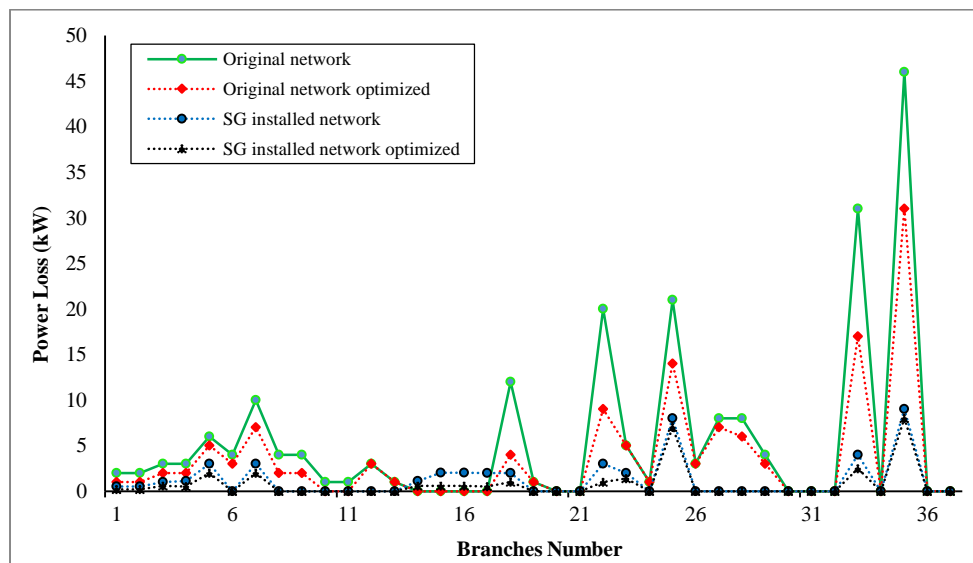 50
45
40
35
30
25
20
15
10
5
0
Power Loss (kW)
Original network
Original network optimized
SG installed network
SG installed network optimized
1 6 11 16 21 26 31 36
Branches Number